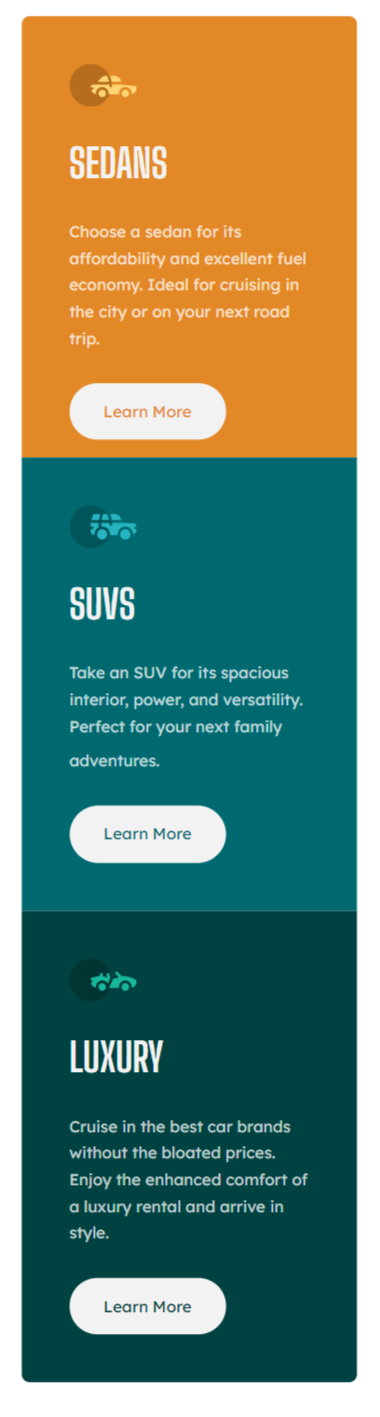 SEDANS
Choose a sedan for its
affordability and excellent fuel
economy. Ideal for cruising in
the city or on your next road
trip.
Learn More
SUVS
Take an SUV for its spacious
interior, power, and versatility.
Perfect for your next family
adventures.
Learn More
LUXURY
Cruise in the best car brands
without the bloated prices.
Enjoy the enhanced comfort of
a luxury rental and arrive in
style.
Learn More